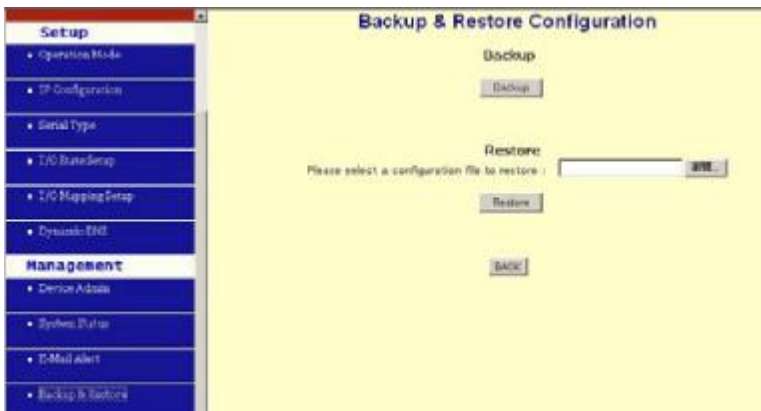 Setup
Operation Mode
IP Configuration
Serial Type
I/O State Setup
I/O Mapping Setup
Dynamic DNS
Management
Device Admin
System Status
E-Mail Alert
Backup & Restore
Backup & Restore Configuration
Backup
Backup
Restore
Please select a configuration file to restore :
Restore
BACK